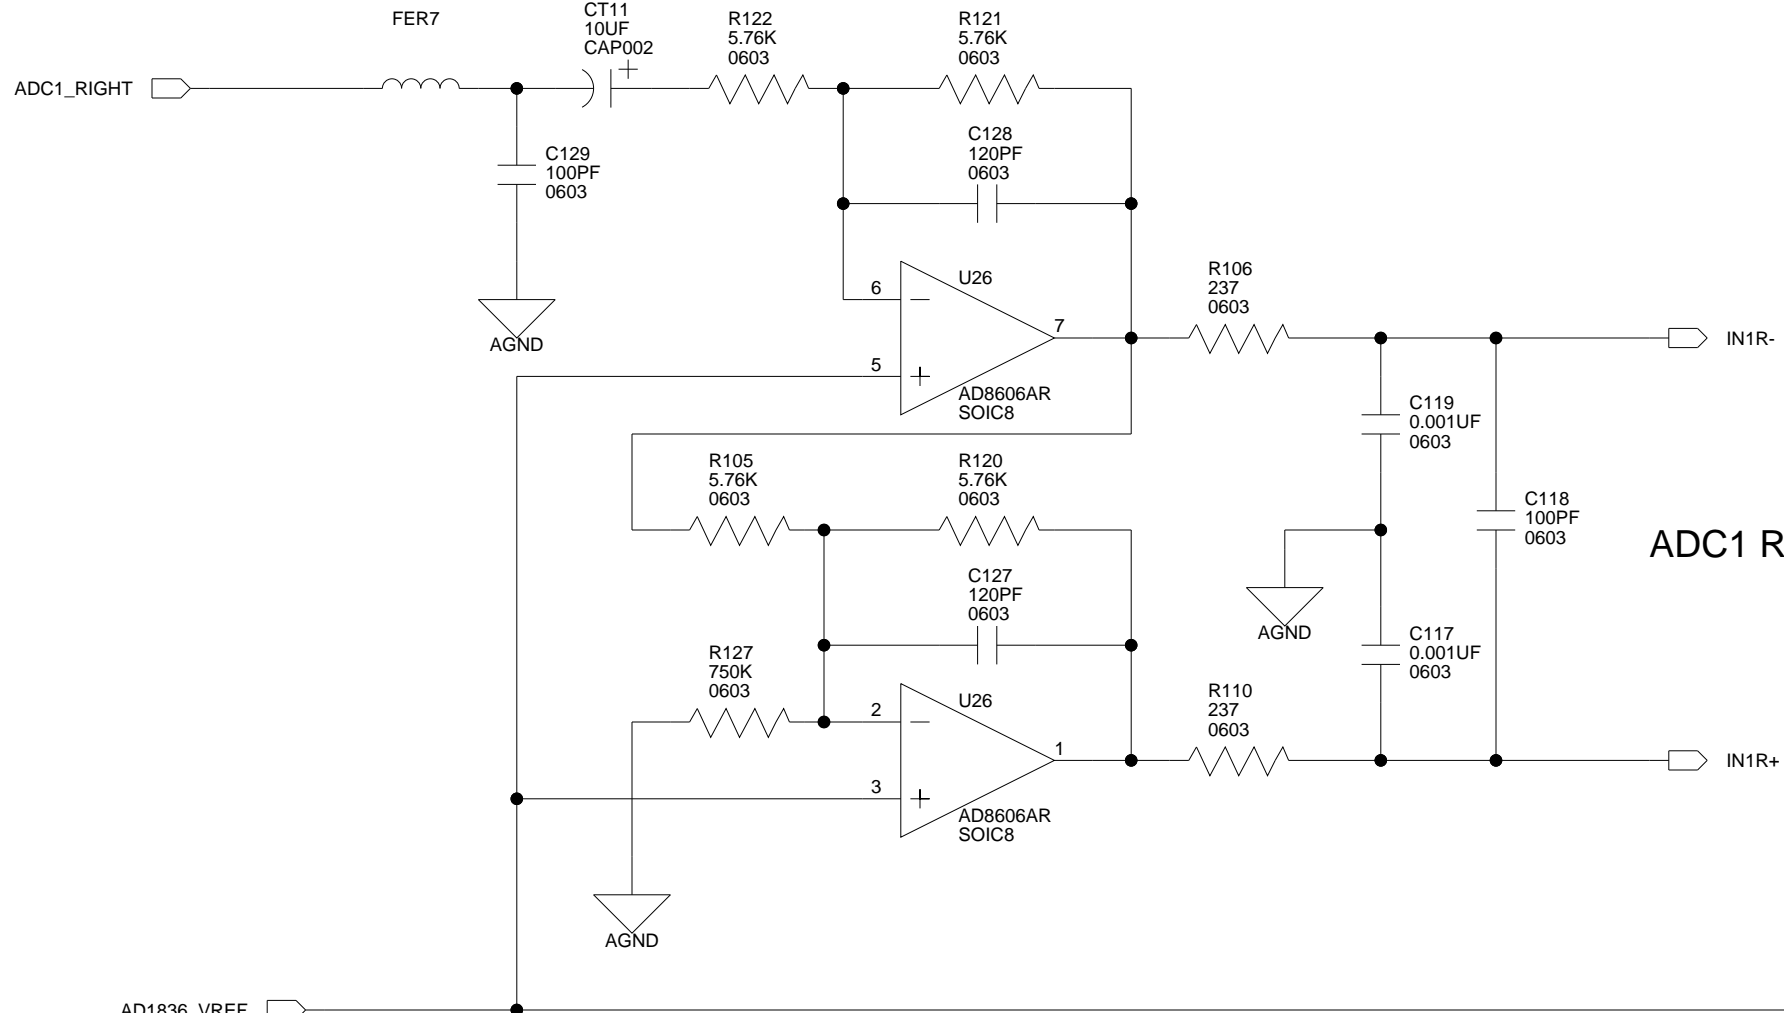 FER7
CT11
10UF
CAP002
+
R122
5.76K
0603
R121
5.76K
0603
ADC1_RIGHT
C129
100PF
0603
C128
120PF
0603
AGND
6
U26
7
5
AD8606AR
SOIC8
R106
237
0603
IN1R-
C119
0.001UF
0603
R105
5.76K
0603
R120
5.76K
0603
C118
100PF
0603
ADC1 R
C127
120PF
0603
AGND
C117
0.001UF
0603
R127
750K
0603
2
U26
1
3
AD8606AR
SOIC8
R110
237
0603
IN1R+
AGND
AD1836_VREF